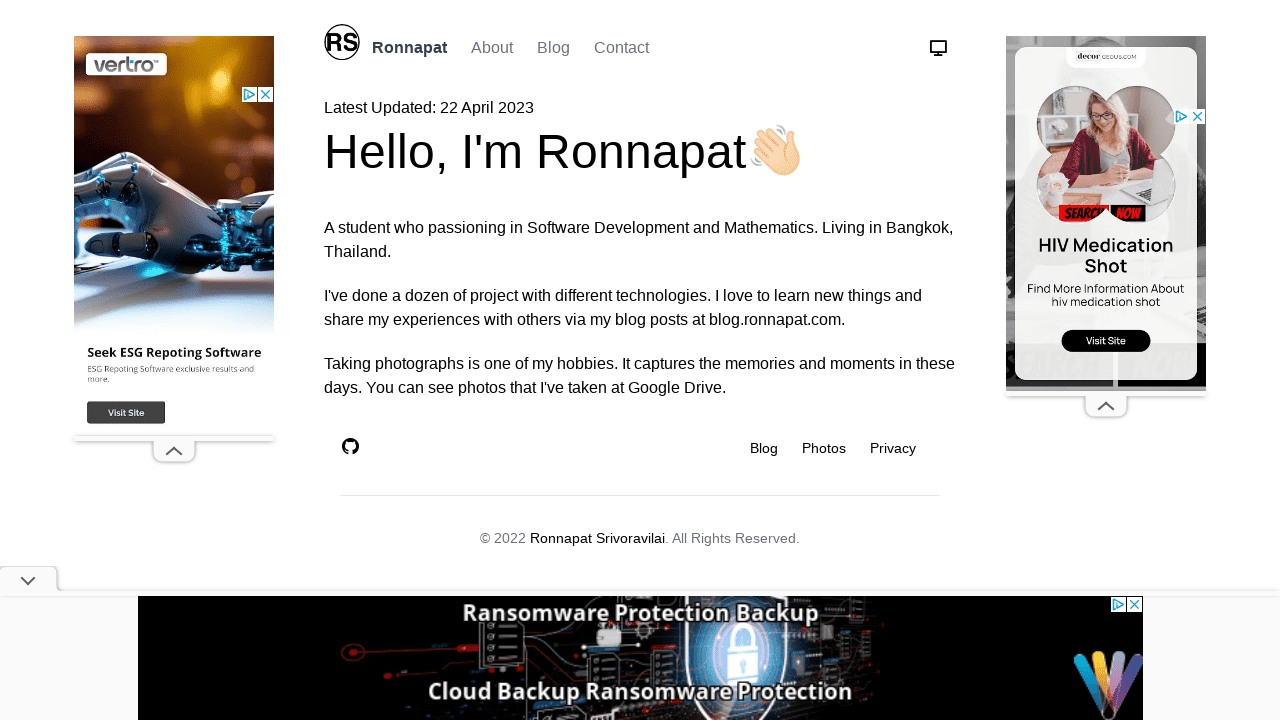 RS
Ronnapat
About
Blog
Contact
Latest Updated: 22 April 2023
Hello, I'm Ronnapat👋🏻
A student who passioning in Software Development and Mathematics. Living in Bangkok,
Thailand.
I've done a dozen of project with different technologies. I love to learn new things and
share my experiences with others via my blog posts at blog.ronnapat.com.
Taking photographs is one of my hobbies. It captures the memories and moments in these
days. You can see photos that I've taken at Google Drive.
Blog
Photos
Privacy
© 2022 Ronnapat Srivoravilai. All Rights Reserved.
vertro™
Seek ESG Repoting Software
ESG Repoting Software exclusive results and
more.
Visit Site
decorgeous.com
SEARCH NOW
HIV Medication
Shot
Find More Information About
hiv medication shot
Visit Site
Ransomware Protection Backup
Cloud Backup Ransomware Protection